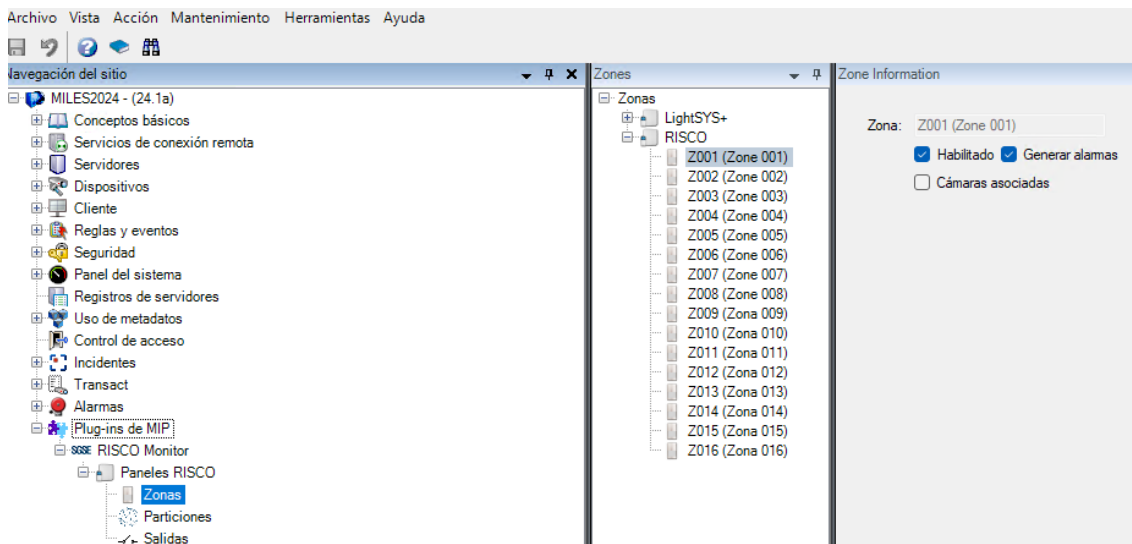 Archivo Vista Acción Mantenimiento Herramientas Ayuda
Navegación del sitio
MILES2024 - (24.1a)
Conceptos básicos
Servicios de conexión remota
Servidores
Dispositivos
Cliente
Reglas y eventos
Seguridad
Panel del sistema
Registros de servidores
Uso de metadatos
Control de acceso
Incidentes
Transact
Alarmas
Plug-ins de MIP
SGSE RISCO Monitor
Paneles RISCO
Zonas
Particiones
Salidas
Zones
Zonas
LightSYS+
RISCO
Z001 (Zone 001)
Z002 (Zone 002)
Z003 (Zone 003)
Z004 (Zone 004)
Z005 (Zone 005)
Z006 (Zone 006)
Z007 (Zone 007)
Z008 (Zone 008)
Z009 (Zona 009)
Z010 (Zona 010)
Z011 (Zona 011)
Z012 (Zona 012)
Z013 (Zona 013)
Z014 (Zona 014)
Z015 (Zona 015)
Z016 (Zona 016)
Zone Information
Zona: Z001 (Zone 001)
Habilitado Generar alarmas
Cámaras asociadas